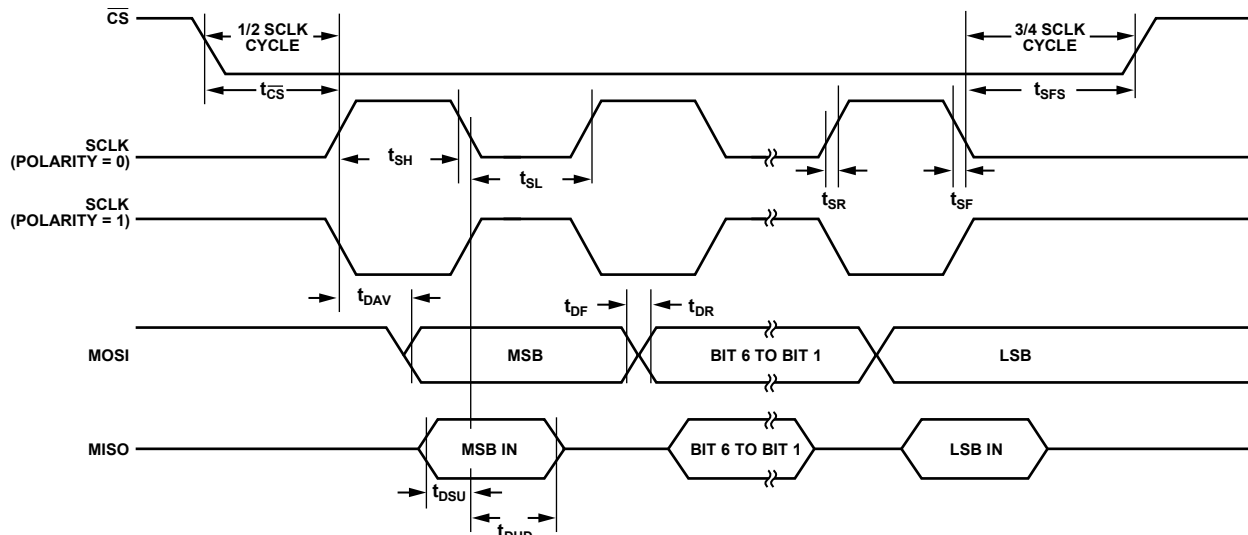 CS
1/2 SCLK
CYCLE
3/4 SCLK
CYCLE
tCS
tSFS
SCLK
(POLARITY = 0)
tSH
tSL
tSR
tSF
SCLK
(POLARITY = 1)
tDAV
tDF
tDR
MOSI
MSB
BIT 6 TO BIT 1
LSB
MISO
MSB IN
BIT 6 TO BIT 1
LSB IN
tDSU